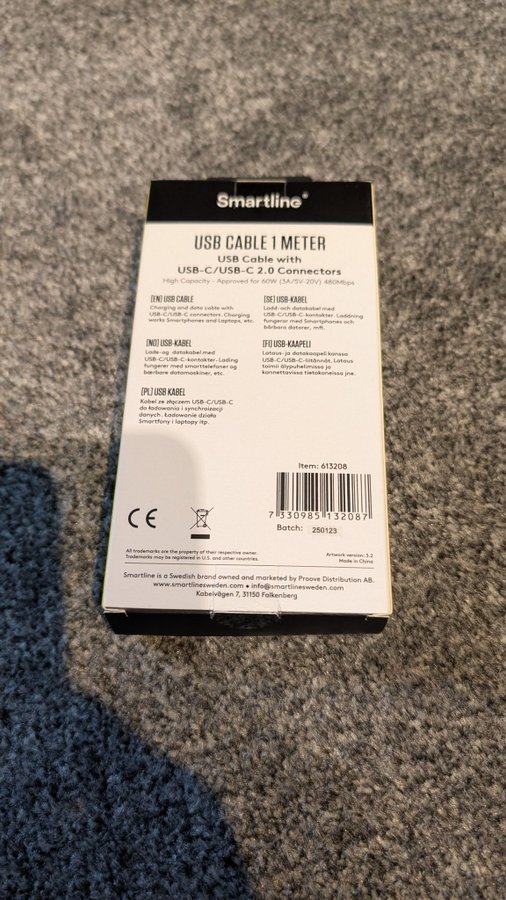 Smartline®
USB CABLE 1 METER
USB Cable with
USB-C/USB-C 2.0 Connectors
High Capacity - Approved for 60W (3A/5V-20V) 480Mbps
[EN] USB CABLE
Charging and data cable with
USB-C/USB-C connectors. Charging
works Smartphones and Laptops, etc.
[SE] USB-KABEL
Ladd- och datakabel med
USB-C/USB-C-kontakter. Laddning
fungerar med Smartphones och
bärbara datorer, mfl.
[NO] USB-KABEL
Lade-og datakabel med
USB-C/USB-C-kontakter- Lading
fungerer med smarttelefoner og
bærbare datamaskiner, etc.
[FI] USB-KAAPELI
Lataus- ja datakaapeli kanssa
USB-C/USB-C-liitännät. Lataus
toimii älypuhelimissa ja
kannettavissa tietokoneissa jne.
[PL] USB KABEL
Kabel ze złączem USB-C/USB-C
do ładowania i synchroizacji
danych. Ładowanie działa
Smartfony i laptopy itp.
Item: 613208
7 330985 132087
Batch: 250123
CE
All trademarks are the property of their respective owner.
Trademarks may be registered in U.S. and other countries.
Artwork version: 3.2
Made in China
Smartline is a Swedish brand owned and marketed by Proove Distribution AB.
www.smartlinesweden.com • info@smartlinesweden.com
Kabelvägen 7, 31150 Falkenberg